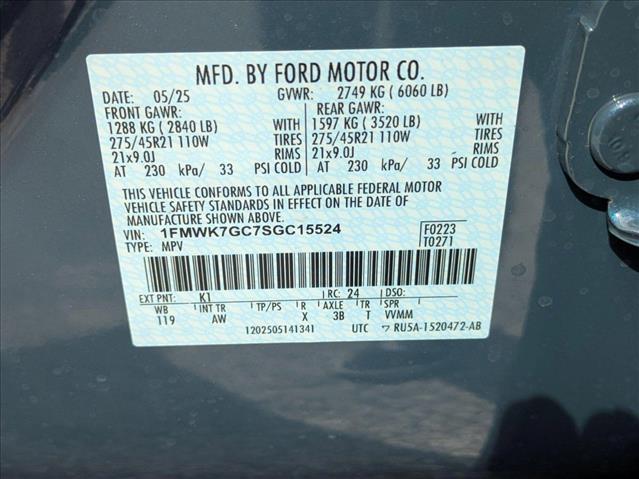 MFD. BY FORD MOTOR CO.
DATE: 05/25 GVWR: 2749 KG ( 6060 LB)
FRONT GAWR: REAR GAWR:
1288 KG ( 2840 LB) WITH 1597 KG ( 3520 LB)
275/45R21 110W TIRES 275/45R21 110W
21x9.0J RIMS 21x9.0J
AT 230 kPa/ 33 PSI COLD AT 230 kPa/ 33 PSI COLD
THIS VEHICLE CONFORMS TO ALL APPLICABLE FEDERAL MOTOR
VEHICLE SAFETY STANDARDS IN EFFECT ON THE DATE OF
MANUFACTURE SHOWN ABOVE.
VIN: 1FMWK7GC7SGC15524 F0223
TYPE: MPV T0271
EXT PNT: K1 RC: 24 DSO:
WB INT TR TP/PS R AXLE TR SPR
119 AW X 3B T VVMM
1202505141341 UTC RU5A-1520472-AB